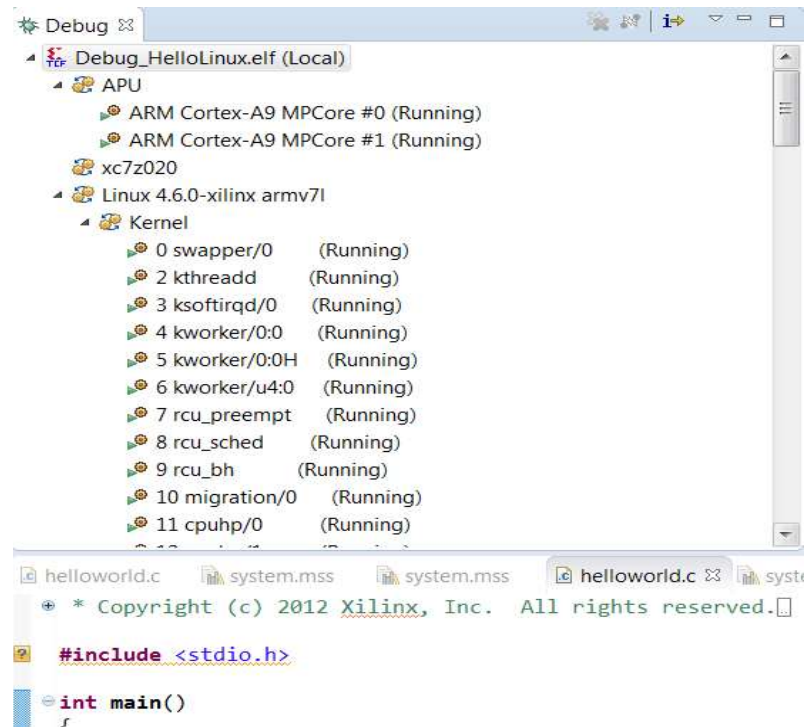 Debug
Debug_HelloLinux.elf (Local)
APU
ARM Cortex-A9 MPCore #0 (Running)
ARM Cortex-A9 MPCore #1 (Running)
xc7z020
Linux 4.6.0-xilinx armv7l
Kernel
0 swapper/0 (Running)
2 kthreadd (Running)
3 ksoftirqd/0 (Running)
4 kworker/0:0 (Running)
5 kworker/0:0H (Running)
6 kworker/u4:0 (Running)
7 rcu_preempt (Running)
8 rcu_sched (Running)
9 rcu_bh (Running)
10 migration/0 (Running)
11 cpuhp/0 (Running)
helloworld.c system.mss system.mss helloworld.c syste
* Copyright (c) 2012 Xilinx, Inc. All rights reserved.
#include <stdio.h>
int main()
{